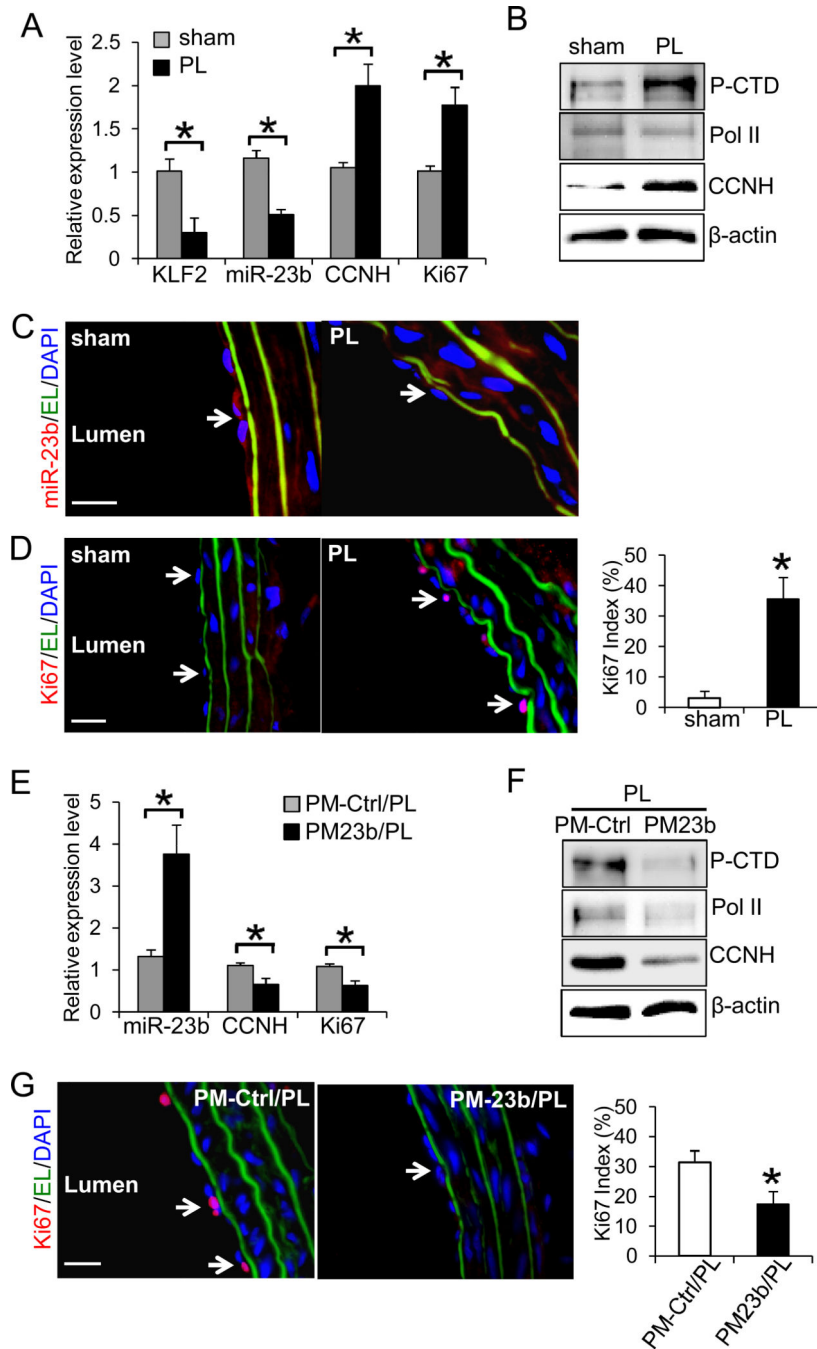 A
Relative expression level
2.5
2
1.5
1
0.5
0
sham
PL
*
*
*
*
KLF2 miR-23b CCNH Ki67
B
sham PL
P-CTD
Pol II
CCNH
β-actin
C
miR-23b/EL/DAPI
sham
Lumen
PL
D
Ki67/EL/DAPI
sham
Lumen
PL
Ki67 Index (%)
50
40
30
20
10
0
*
sham PL
E
Relative expression level
5
4
3
2
1
0
PM-Ctrl/PL
PM23b/PL
*
*
*
miR-23b CCNH Ki67
F
PL
PM-Ctrl PM23b
P-CTD
Pol II
CCNH
β-actin
G
Ki67/EL/DAPI
PM-Ctrl/PL
Lumen
PM-23b/PL
Ki67 Index (%)
50
40
30
20
10
0
*
PM-Ctrl/PL
PM23b/PL